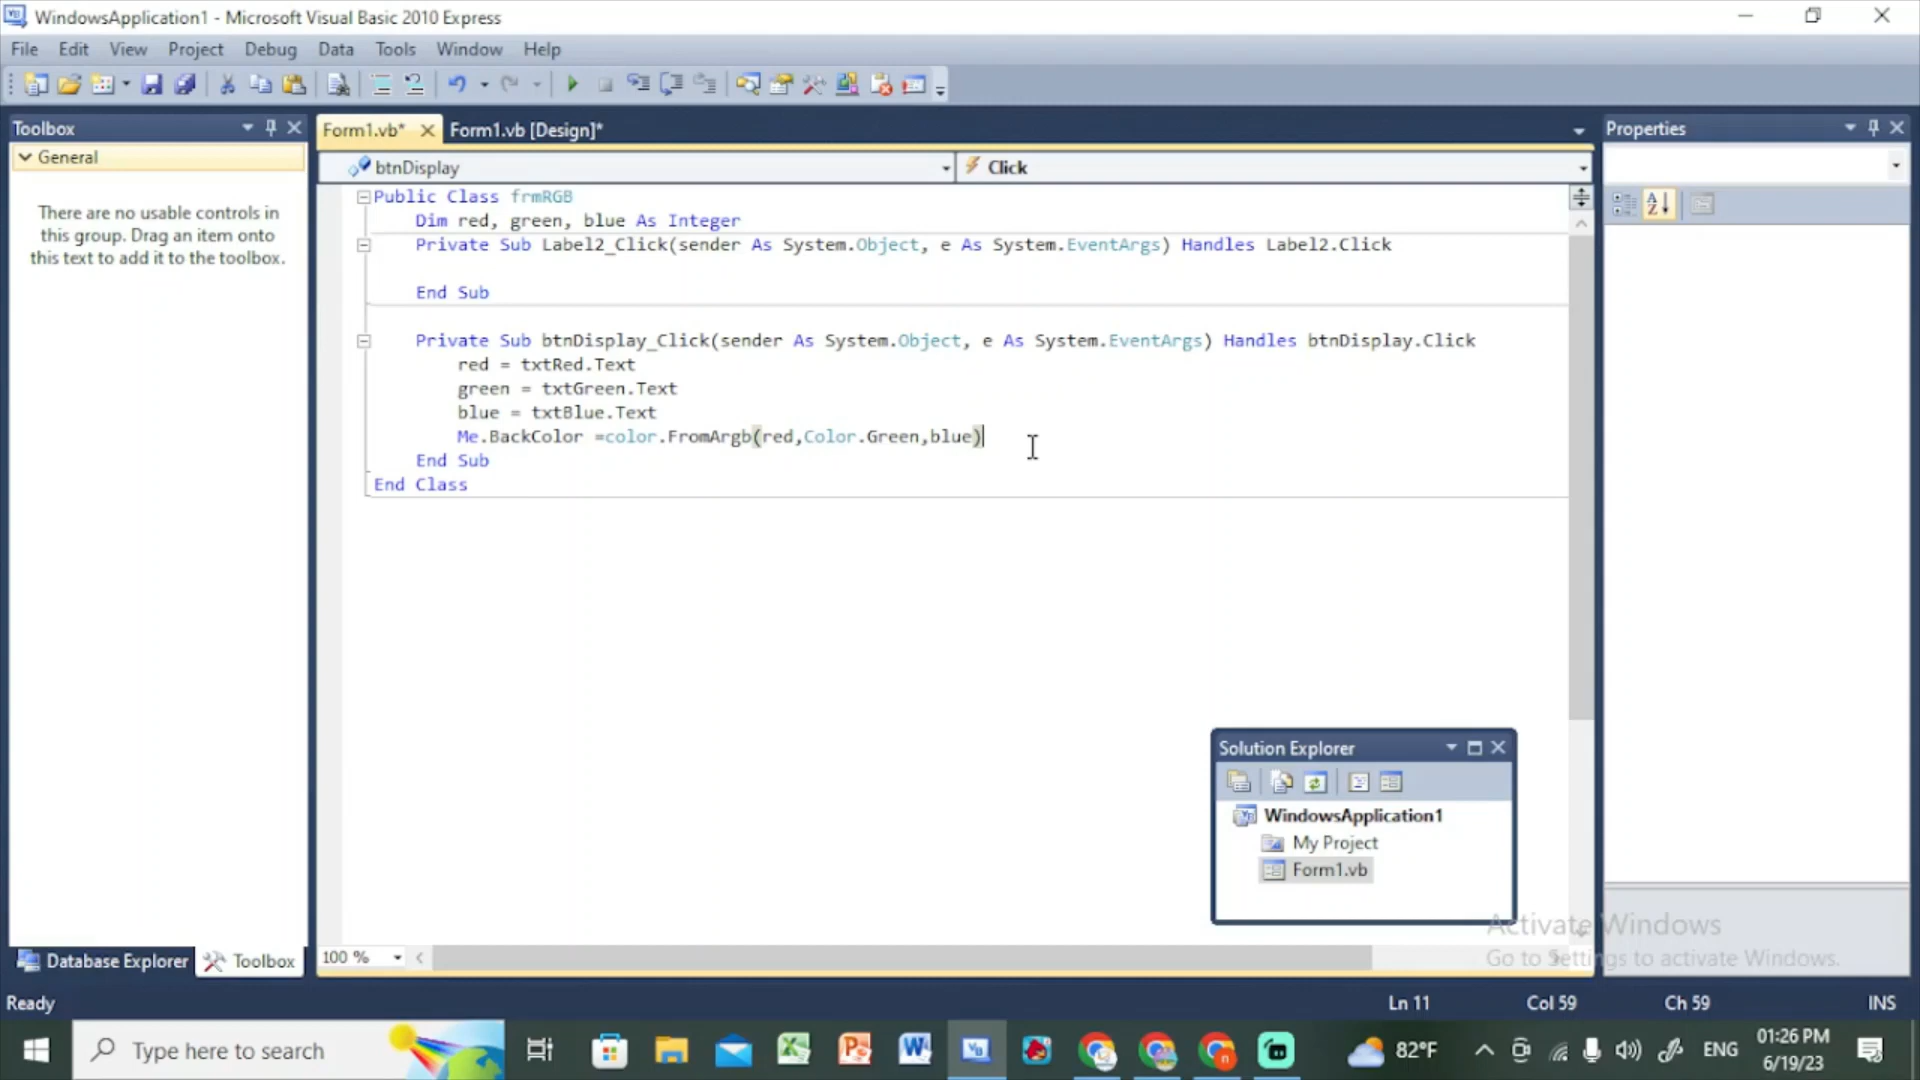 WindowsApplication1 - Microsoft Visual Basic 2010 Express
File Edit View Project Debug Data Tools Window Help
Toolbox
General
There are no usable controls in
this group. Drag an item onto
this text to add it to the toolbox.
Database Explorer Toolbox
Form1.vb* Form1.vb [Design]*
btnDisplay Click
Public Class frmRGB
Dim red, green, blue As Integer
Private Sub Label2_Click(sender As System.Object, e As System.EventArgs) Handles Label2.Click
End Sub
Private Sub btnDisplay_Click(sender As System.Object, e As System.EventArgs) Handles btnDisplay.Click
red = txtRed.Text
green = txtGreen.Text
blue = txtBlue.Text
Me.BackColor =color.FromArgb(red,Color.Green,blue)
End Sub
End Class
100 %
Properties
Solution Explorer
WindowsApplication1
My Project
Form1.vb
Activate Windows
Go to Settings to activate Windows.
Ready Ln 11 Col 59 Ch 59 INS
Type here to search
82°F
ENG
01:26 PM
6/19/23